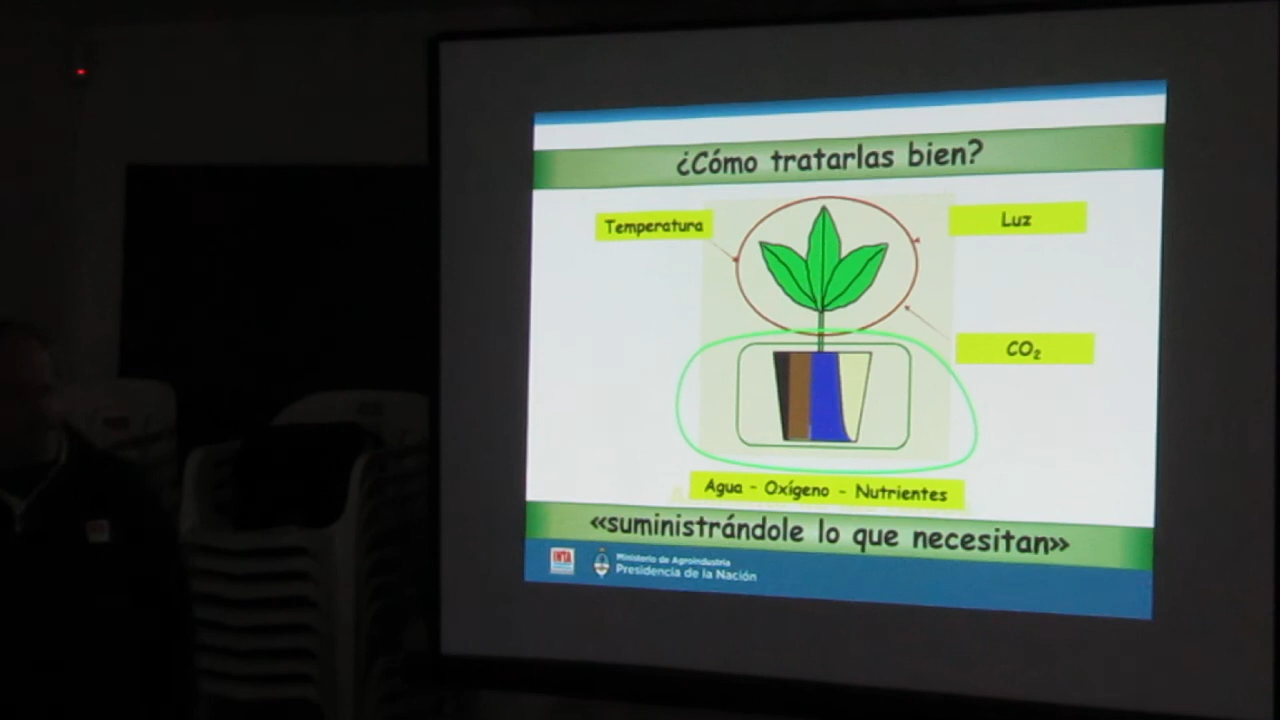 ¿Cómo tratarlas bien?
Temperatura
Luz
CO₂
Agua - Oxígeno - Nutrientes
«suministrándole lo que necesitan»
INTA
Ministerio de Agroindustria
Presidencia de la Nación